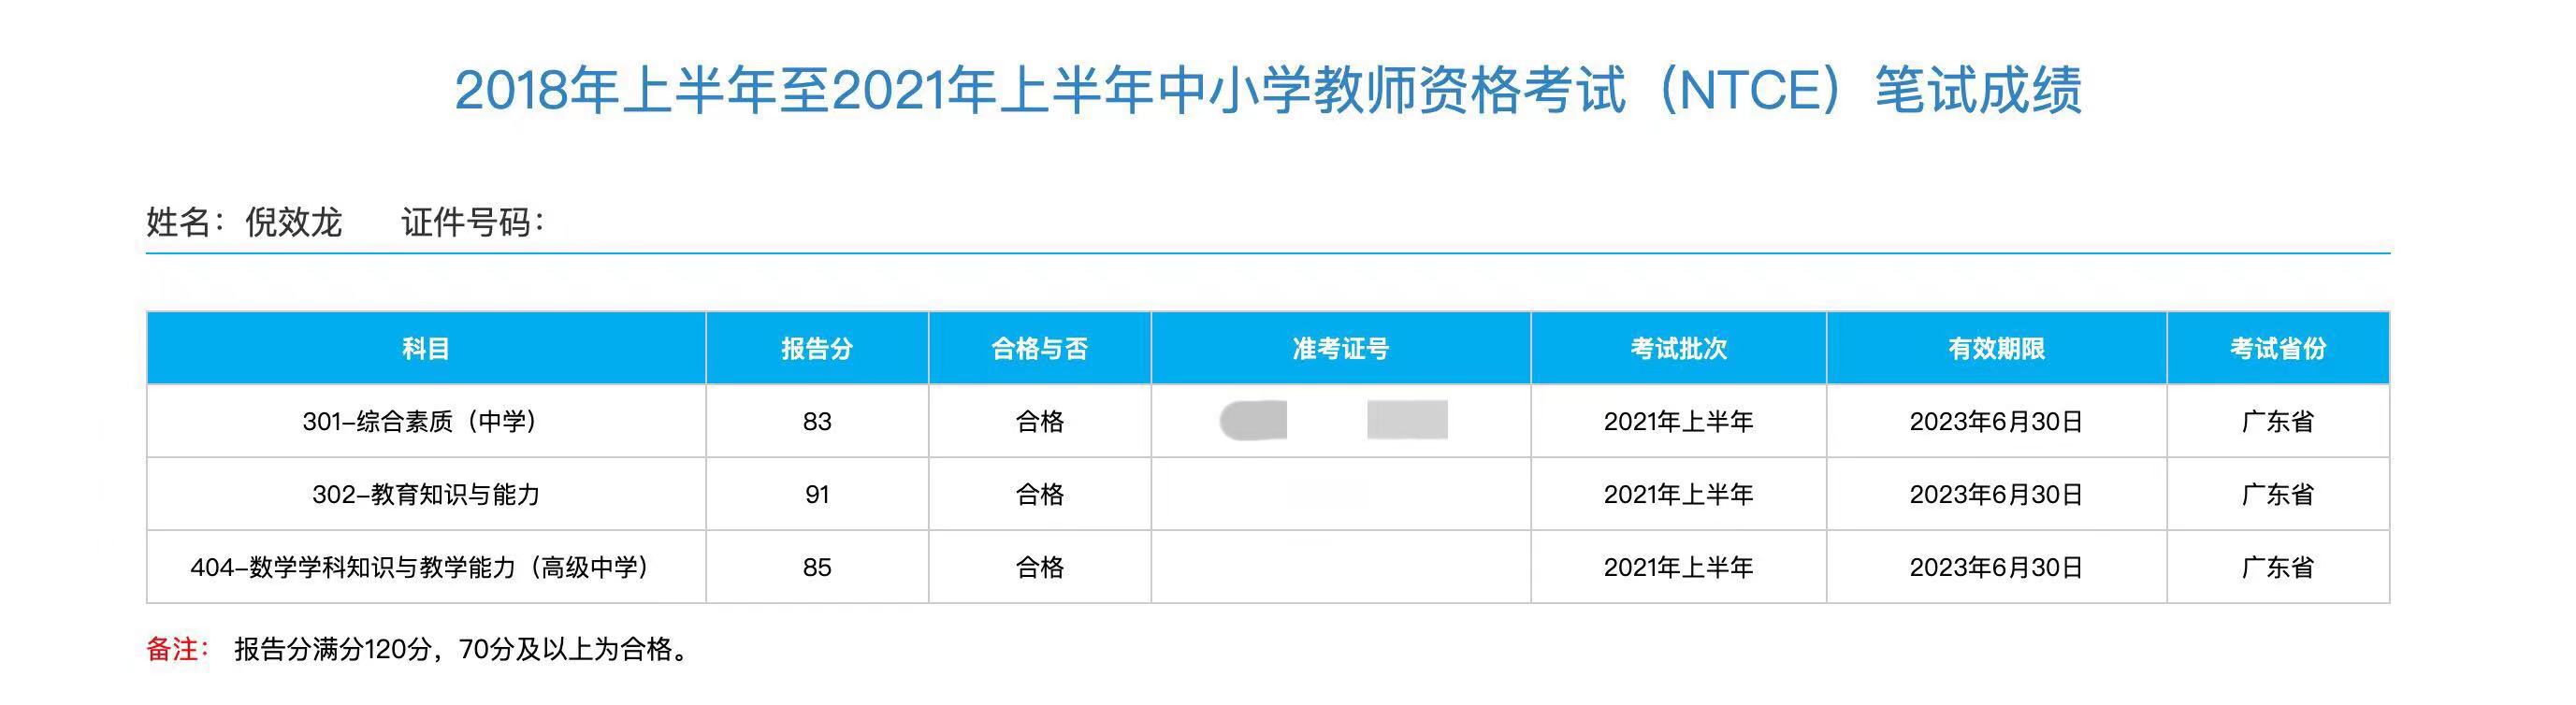 2018年上半年至2021年上半年中小学教师资格考试（NTCE）笔试成绩
姓名：倪效龙 证件号码：
科目 报告分 合格与否 准考证号 考试批次 有效期限 考试省份
301-综合素质（中学） 83 合格 2021年上半年 2023年6月30日 广东省
302-教育知识与能力 91 合格 2021年上半年 2023年6月30日 广东省
404-数学学科知识与教学能力（高级中学） 85 合格 2021年上半年 2023年6月30日 广东省
备注： 报告分满分120分，70分及以上为合格。